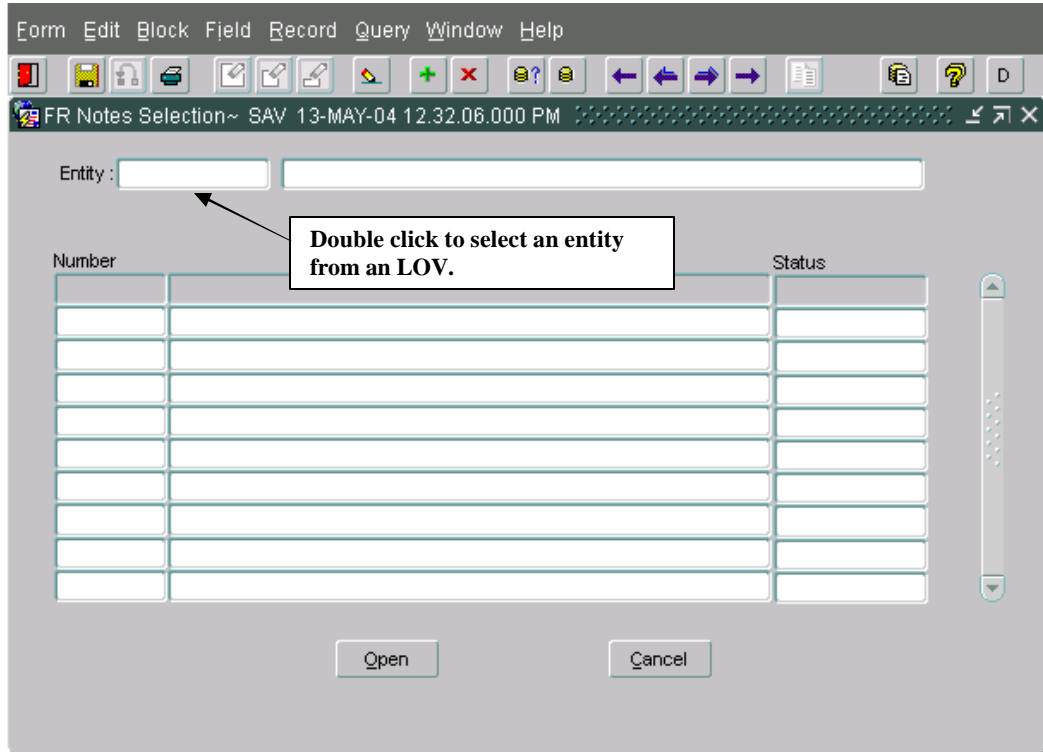 Form Edit Block Field Record Query Window Help
D
FR Notes Selection~ SAV 13-MAY-04 12.32.06.000 PM
Entity :
Double click to select an entity
from an LOV.
Number Status
Open Cancel